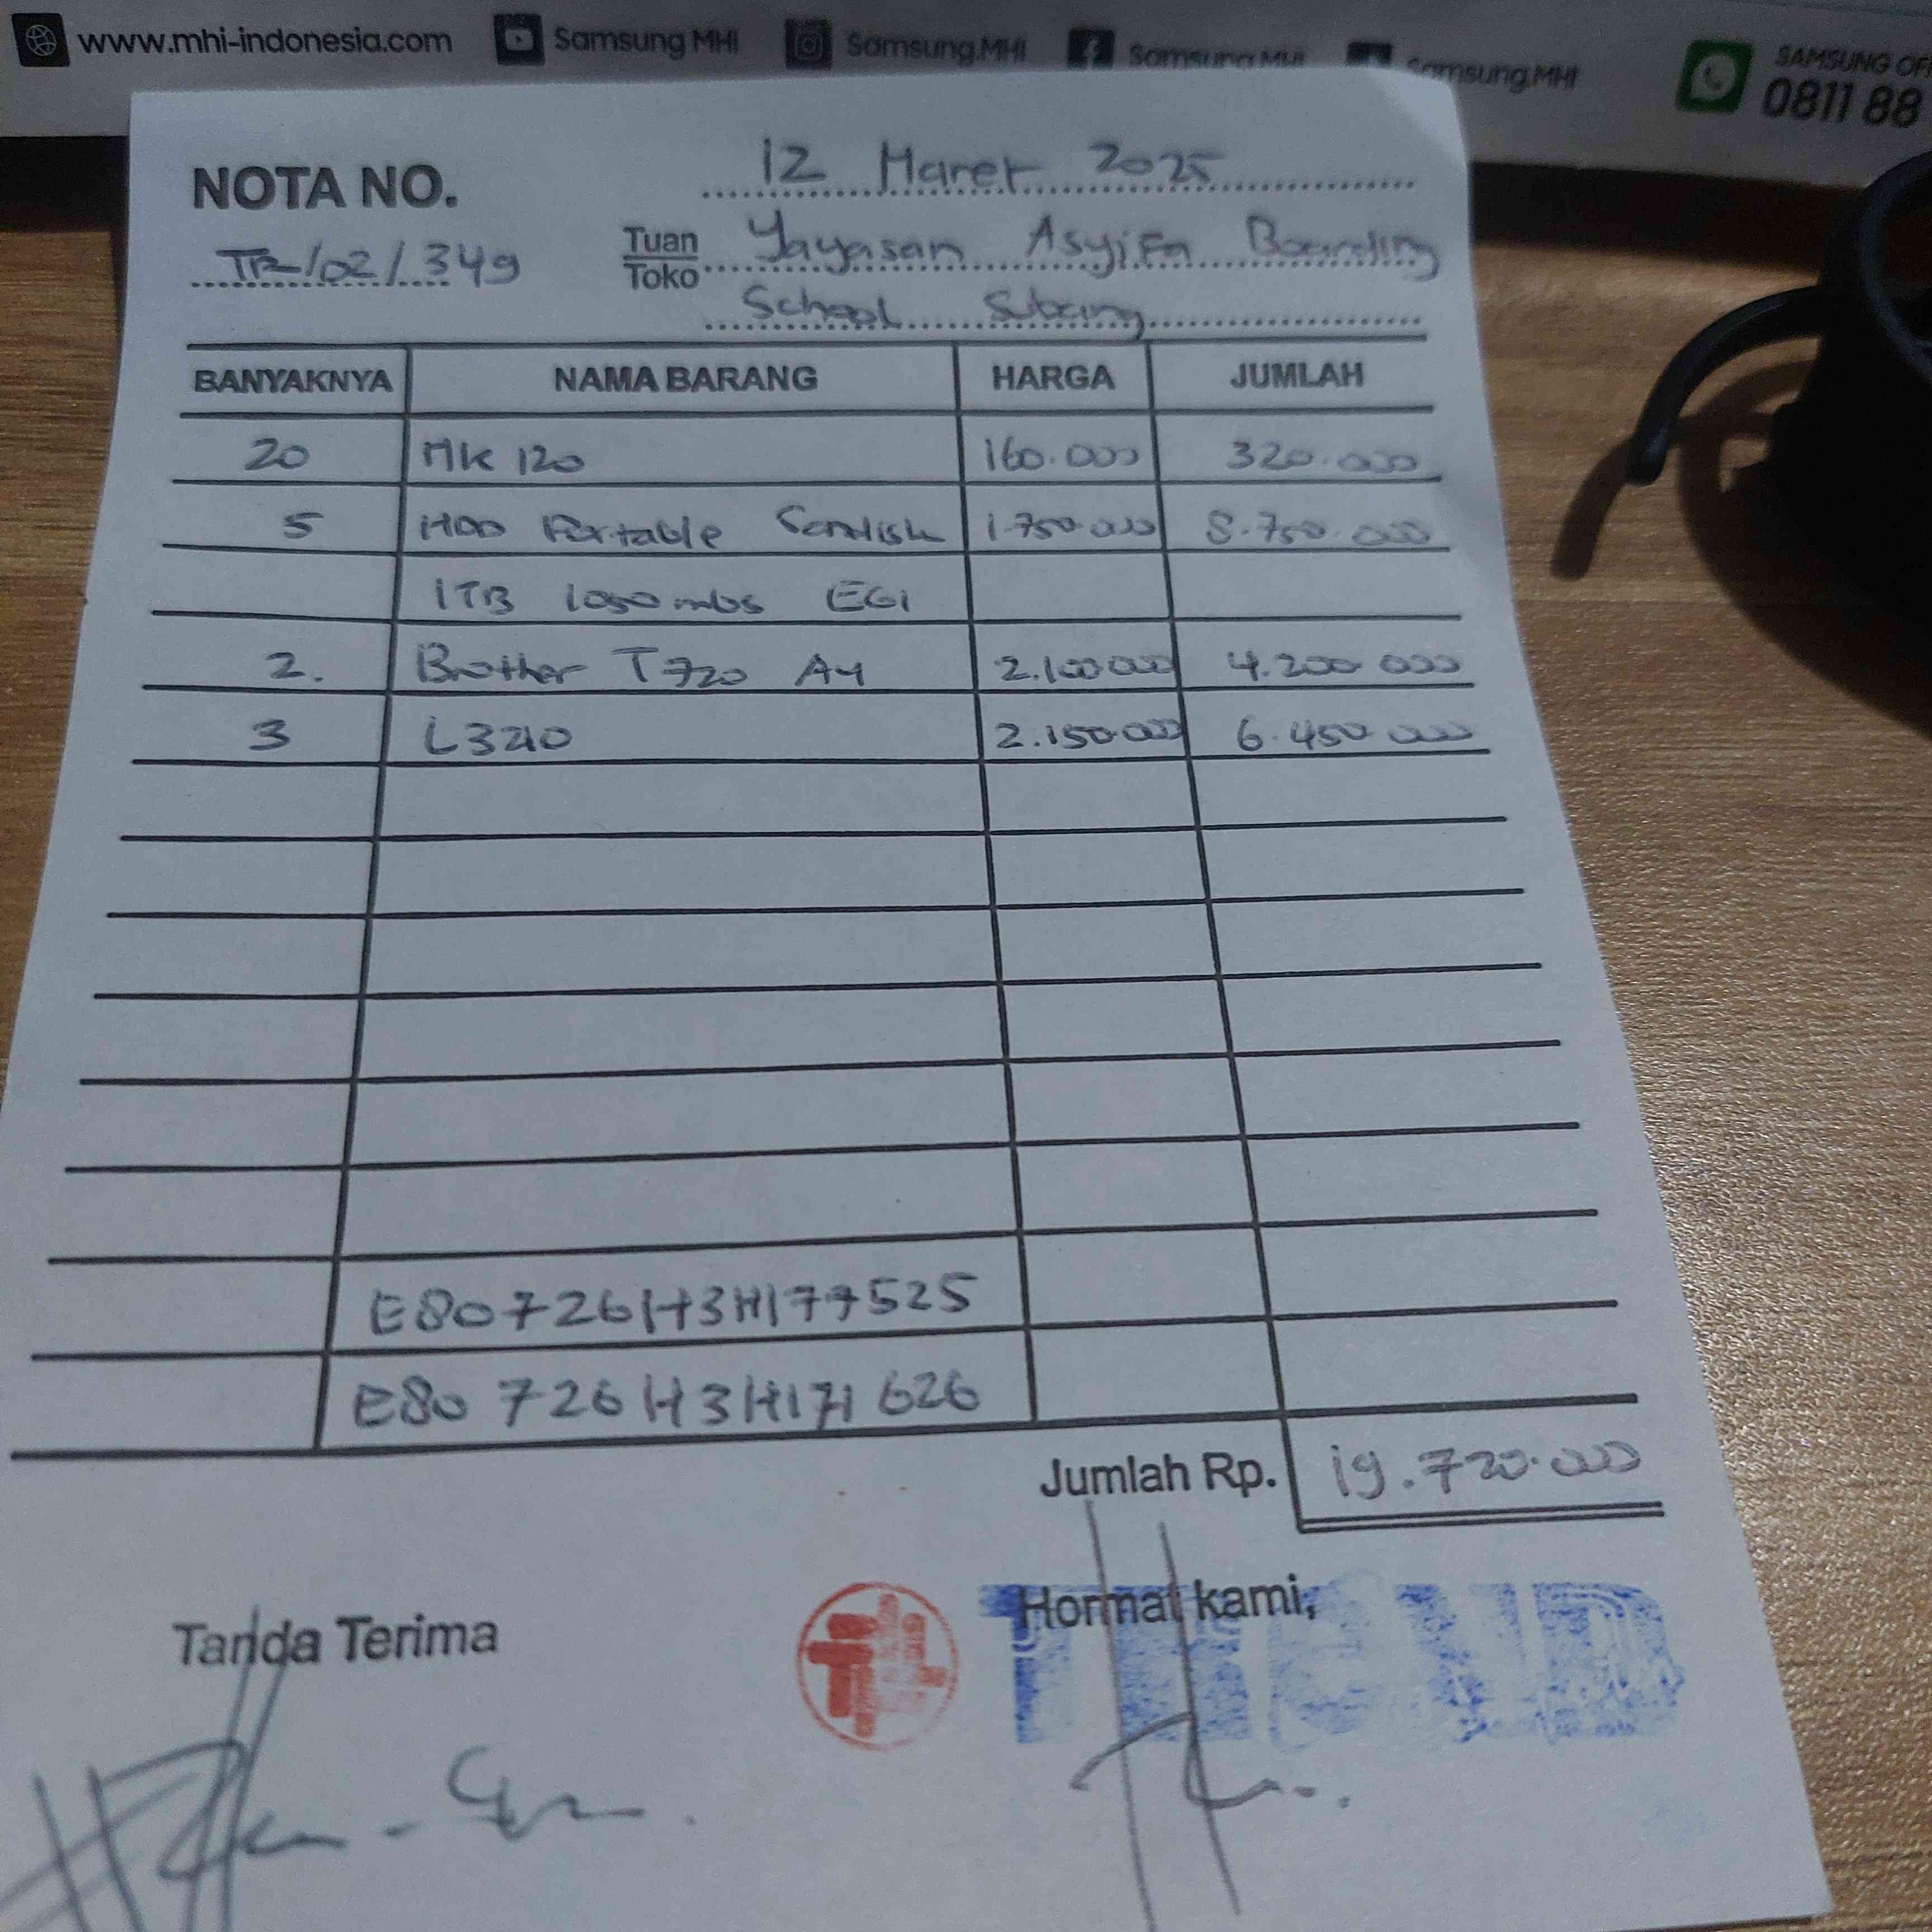 www.mhi-indonesia.com Samsung MHI Samsung.MHI Samsung MHI Samsung.MHI SAMSUNG OF
0811 88
12 Maret 2025
NOTA NO.
TR/02/349
Tuan Yayasan Asyifa Boarding
Toko
School Subang
BANYAKNYA NAMA BARANG HARGA JUMLAH
20 MK 120 160.000 320.000
5 HDD Portable Sandisk 1.750.000 8.750.000
1TB 1050mbs EG1
2. Brother T720 A4 2.100.000 4.200.000
3 L3210 2.150.000 6.450.000
E80726H3H177525
E80726H3H171626
Jumlah Rp. 19.720.000
Tanda Terima Hormat kami,